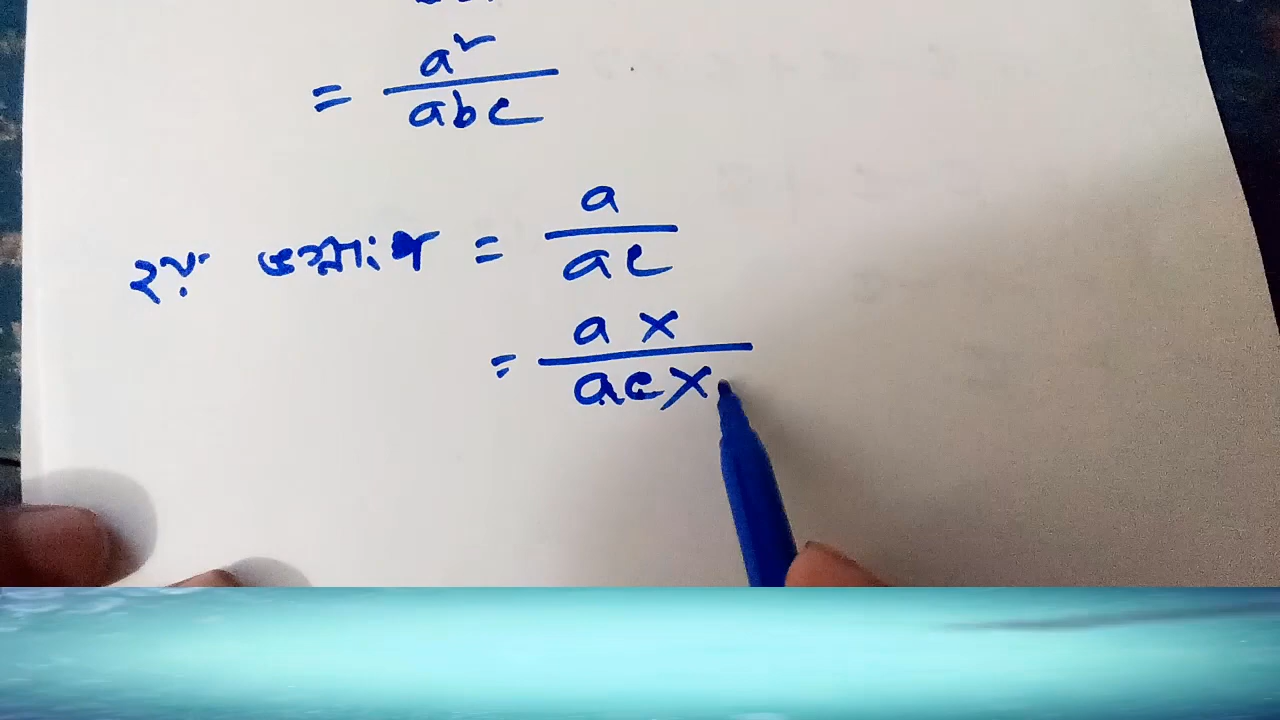 = a² / abc
২য় ভগ্নাংশ = a / ac
= a × / ac ×